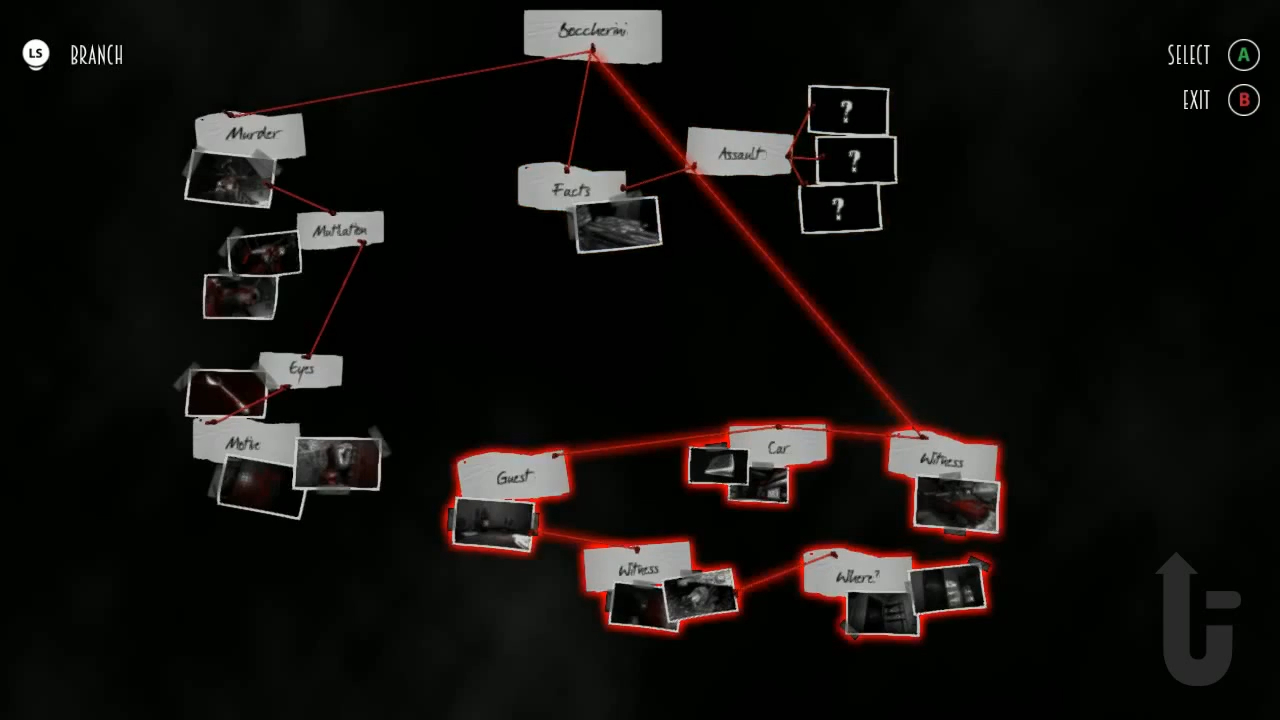 Boccherini
LS BRANCH
SELECT A
EXIT B
Murder
?
?
?
Assault
Facts
Mutilation
Eyes
Motive
Car
Guest
Witness
Witness
Where?